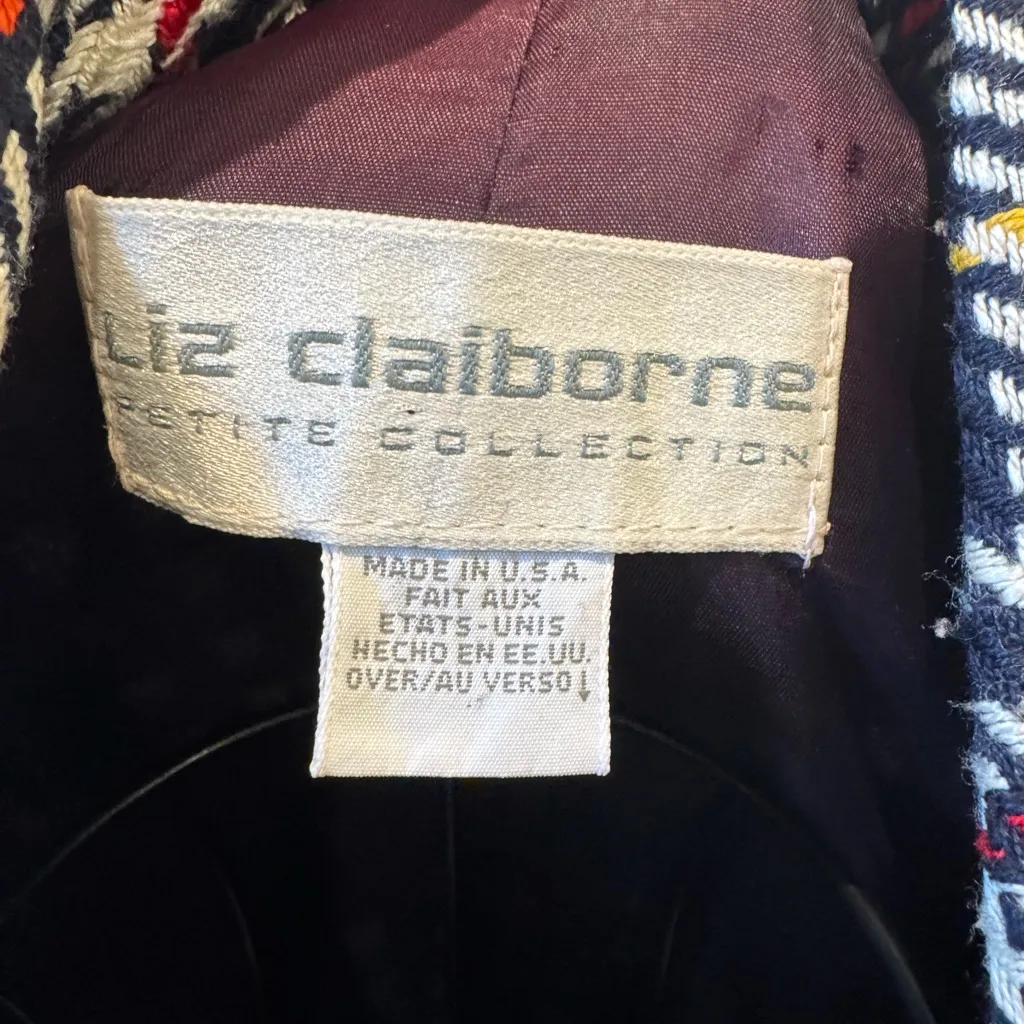 Liz claiborne
PETITE COLLECTION
MADE IN U.S.A.
FAIT AUX
ETATS-UNIS
HECHO EN EE.UU.
OVER/AU VERSO↓